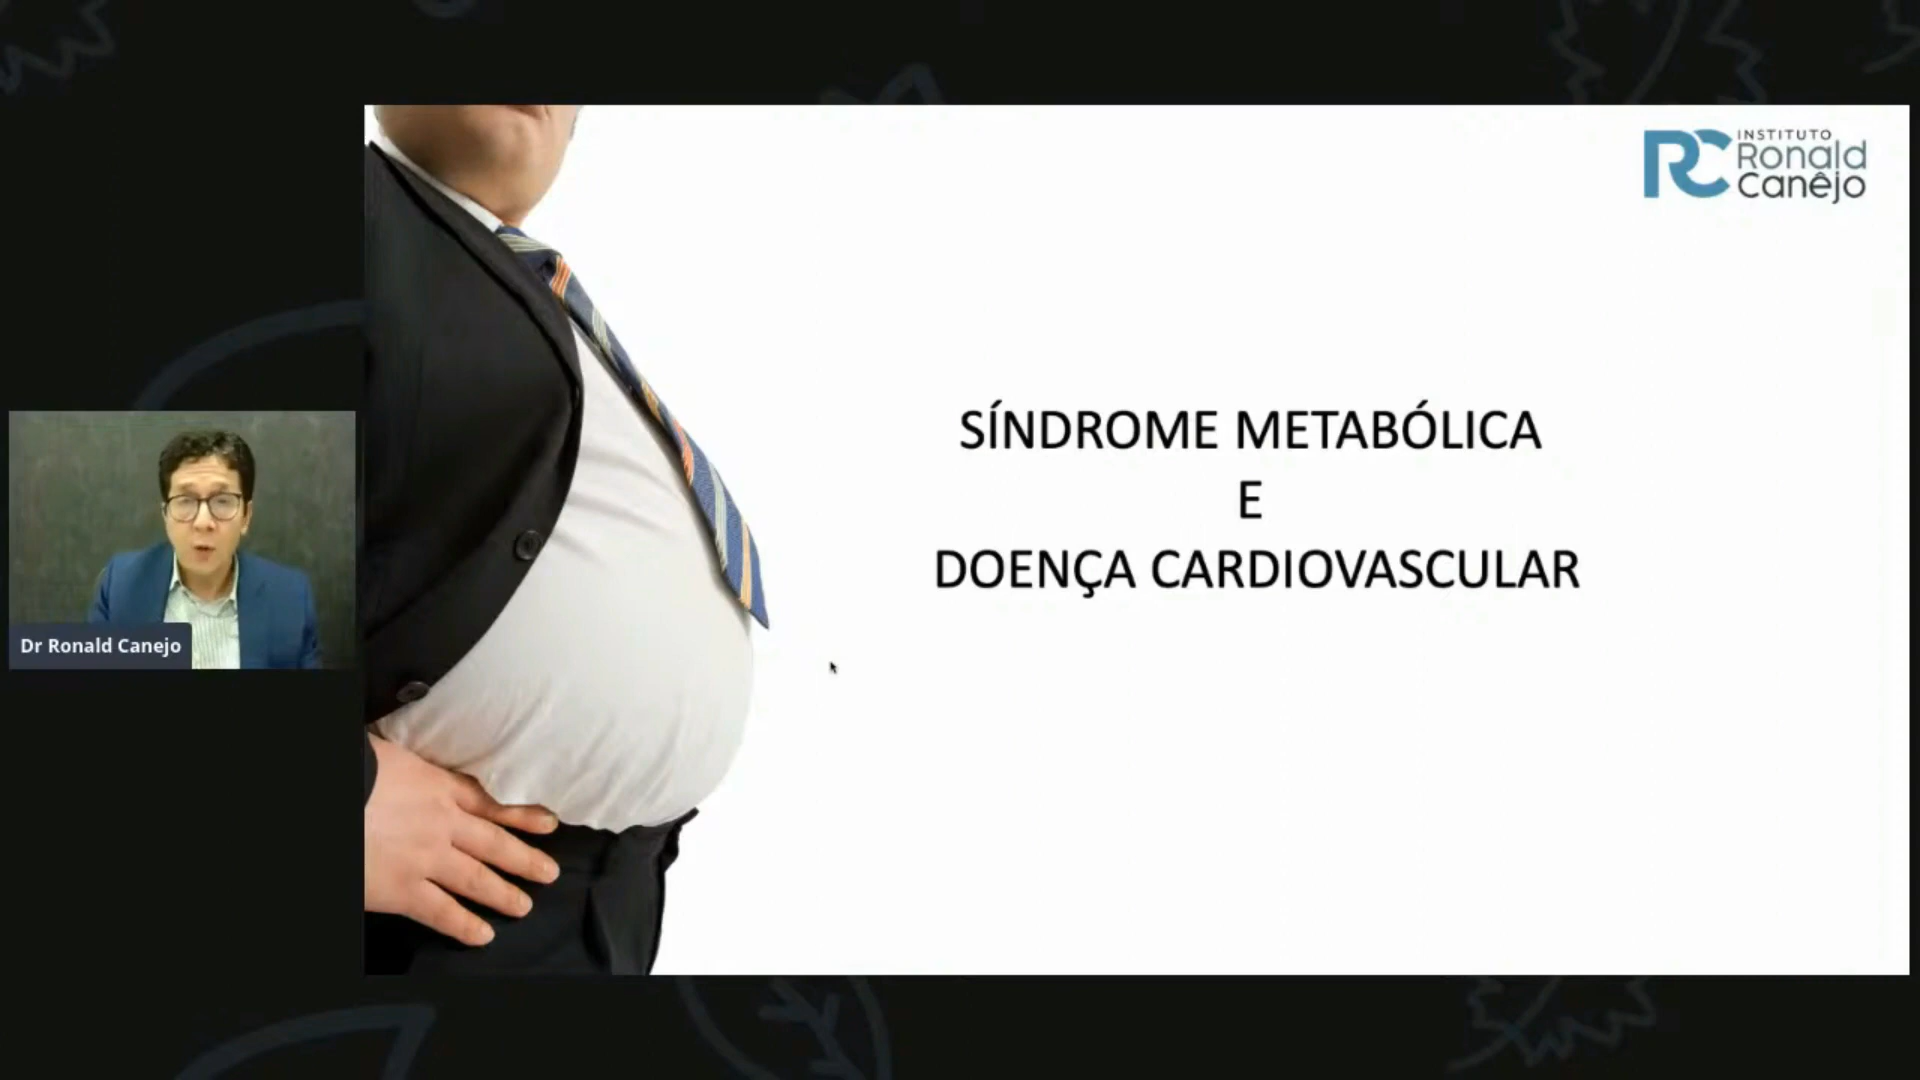 INSTITUTO
Ronald
Canêjo
RC
SÍNDROME METABÓLICA
E
DOENÇA CARDIOVASCULAR
Dr Ronald Canejo